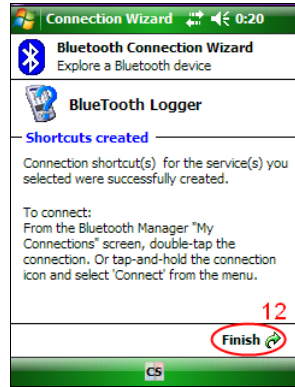 Connection Wizard 0:20
Bluetooth Connection Wizard
Explore a Bluetooth device
BlueTooth Logger
Shortcuts created
Connection shortcut(s) for the service(s) you
selected were successfully created.
To connect:
From the Bluetooth Manager "My
Connections" screen, double-tap the
connection. Or tap-and-hold the connection
icon and select 'Connect' from the menu.
12
Finish
CS